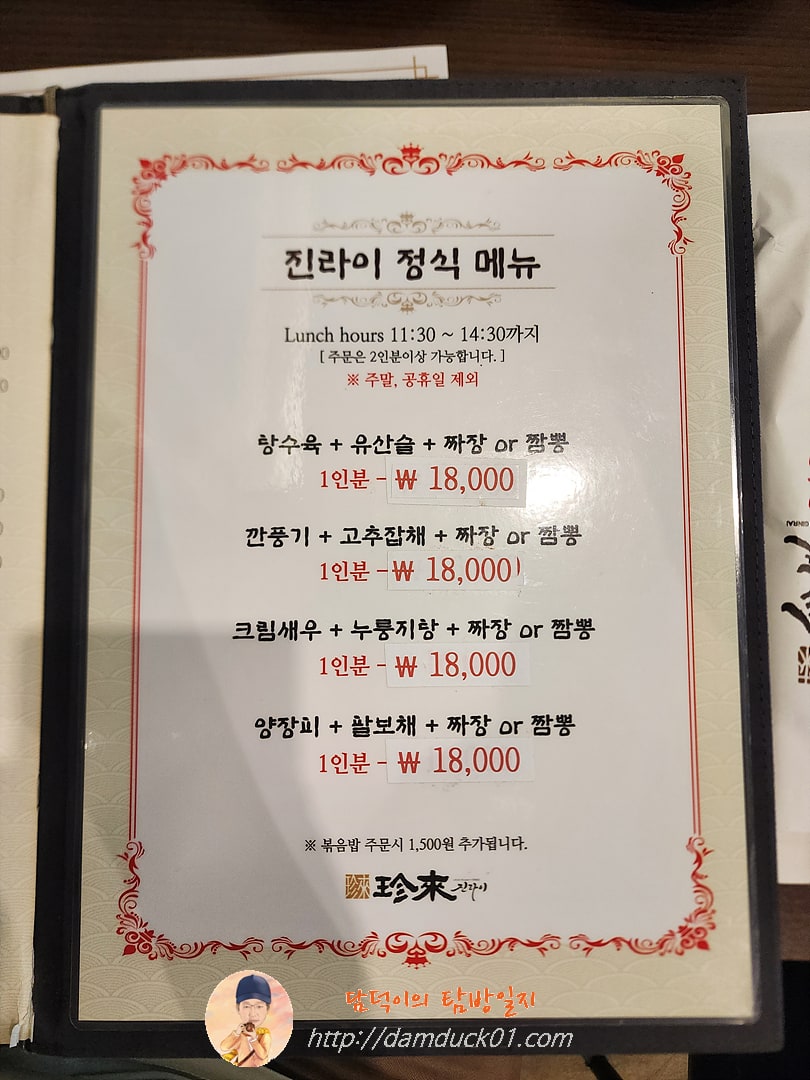 진라이 정식 메뉴
Lunch hours 11:30 ~ 14:30까지
[ 주문은 2인분이상 가능합니다. ]
※ 주말, 공휴일 제외
탕수육 + 유산슬 + 짜장 or 짬뽕
1인분 - ₩ 18,000
깐풍기 + 고추잡채 + 짜장 or 짬뽕
1인분 - ₩ 18,000
크림새우 + 누룽지탕 + 짜장 or 짬뽕
1인분 - ₩ 18,000
양장피 + 팔보채 + 짜장 or 짬뽕
1인분 - ₩ 18,000
※ 볶음밥 주문시 1,500원 추가됩니다.
珍來 珍來 진라이
GINRAI
담덕이의 탐방일지
http://damduck01.com